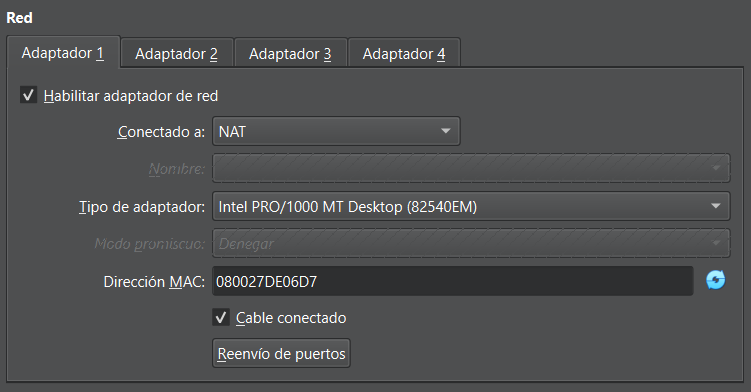 Red
Adaptador 1 Adaptador 2 Adaptador 3 Adaptador 4
Habilitar adaptador de red
Conectado a: NAT
Nombre:
Tipo de adaptador: Intel PRO/1000 MT Desktop (82540EM)
Modo promiscuo: Denegar
Dirección MAC: 080027DE06D7
Cable conectado
Reenvío de puertos